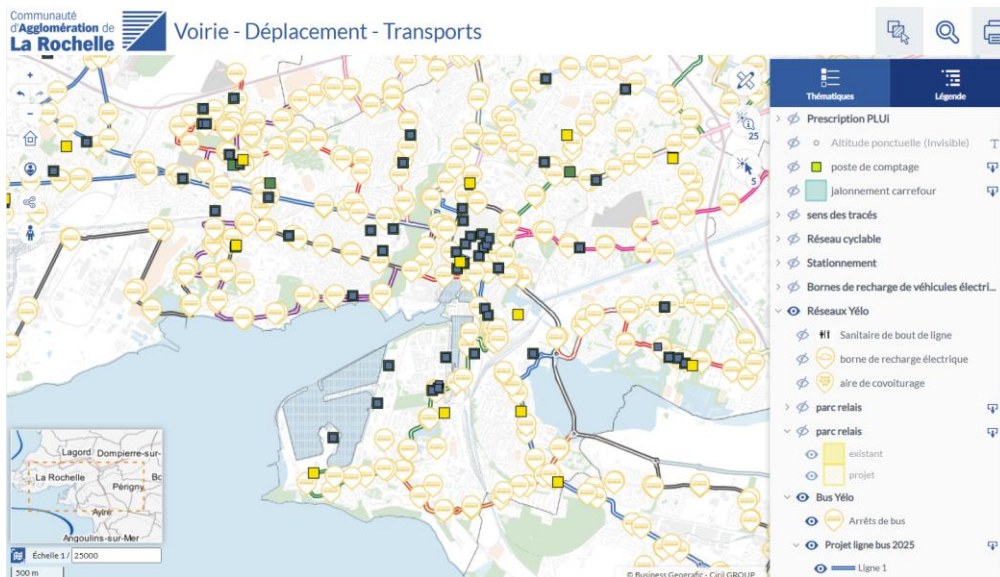 Communauté
d'Agglomération de
La Rochelle
Voirie - Déplacement - Transports
Thématiques
Légende
25
5
Prescription PLUi
Altitude ponctuelle (Invisible)
poste de comptage
jalonnement carrefour
sens des tracés
Réseau cyclable
Stationnement
Bornes de recharge de véhicules électri...
Réseaux Yélo
Sanitaire de bout de ligne
borne de recharge électrique
aire de covoiturage
parc relais
parc relais
existant
projet
Bus Yélo
Arrêts de bus
Projet ligne bus 2025
Ligne 1
Lagord Dompierre-sur-
La Rochelle
Périgny
Aytré
Angoulins-sur-Mer
Échelle 1 / 25000
500 m
© Business Geografic - Ciril GROUP